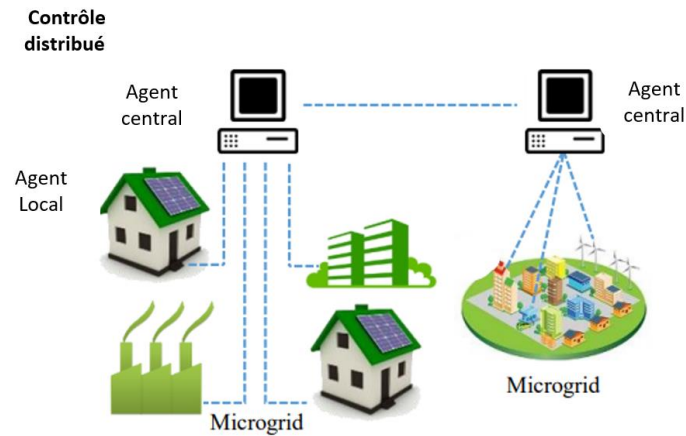 Contrôle
distribué
Agent
central
Agent
central
Agent
Local
Microgrid
Microgrid